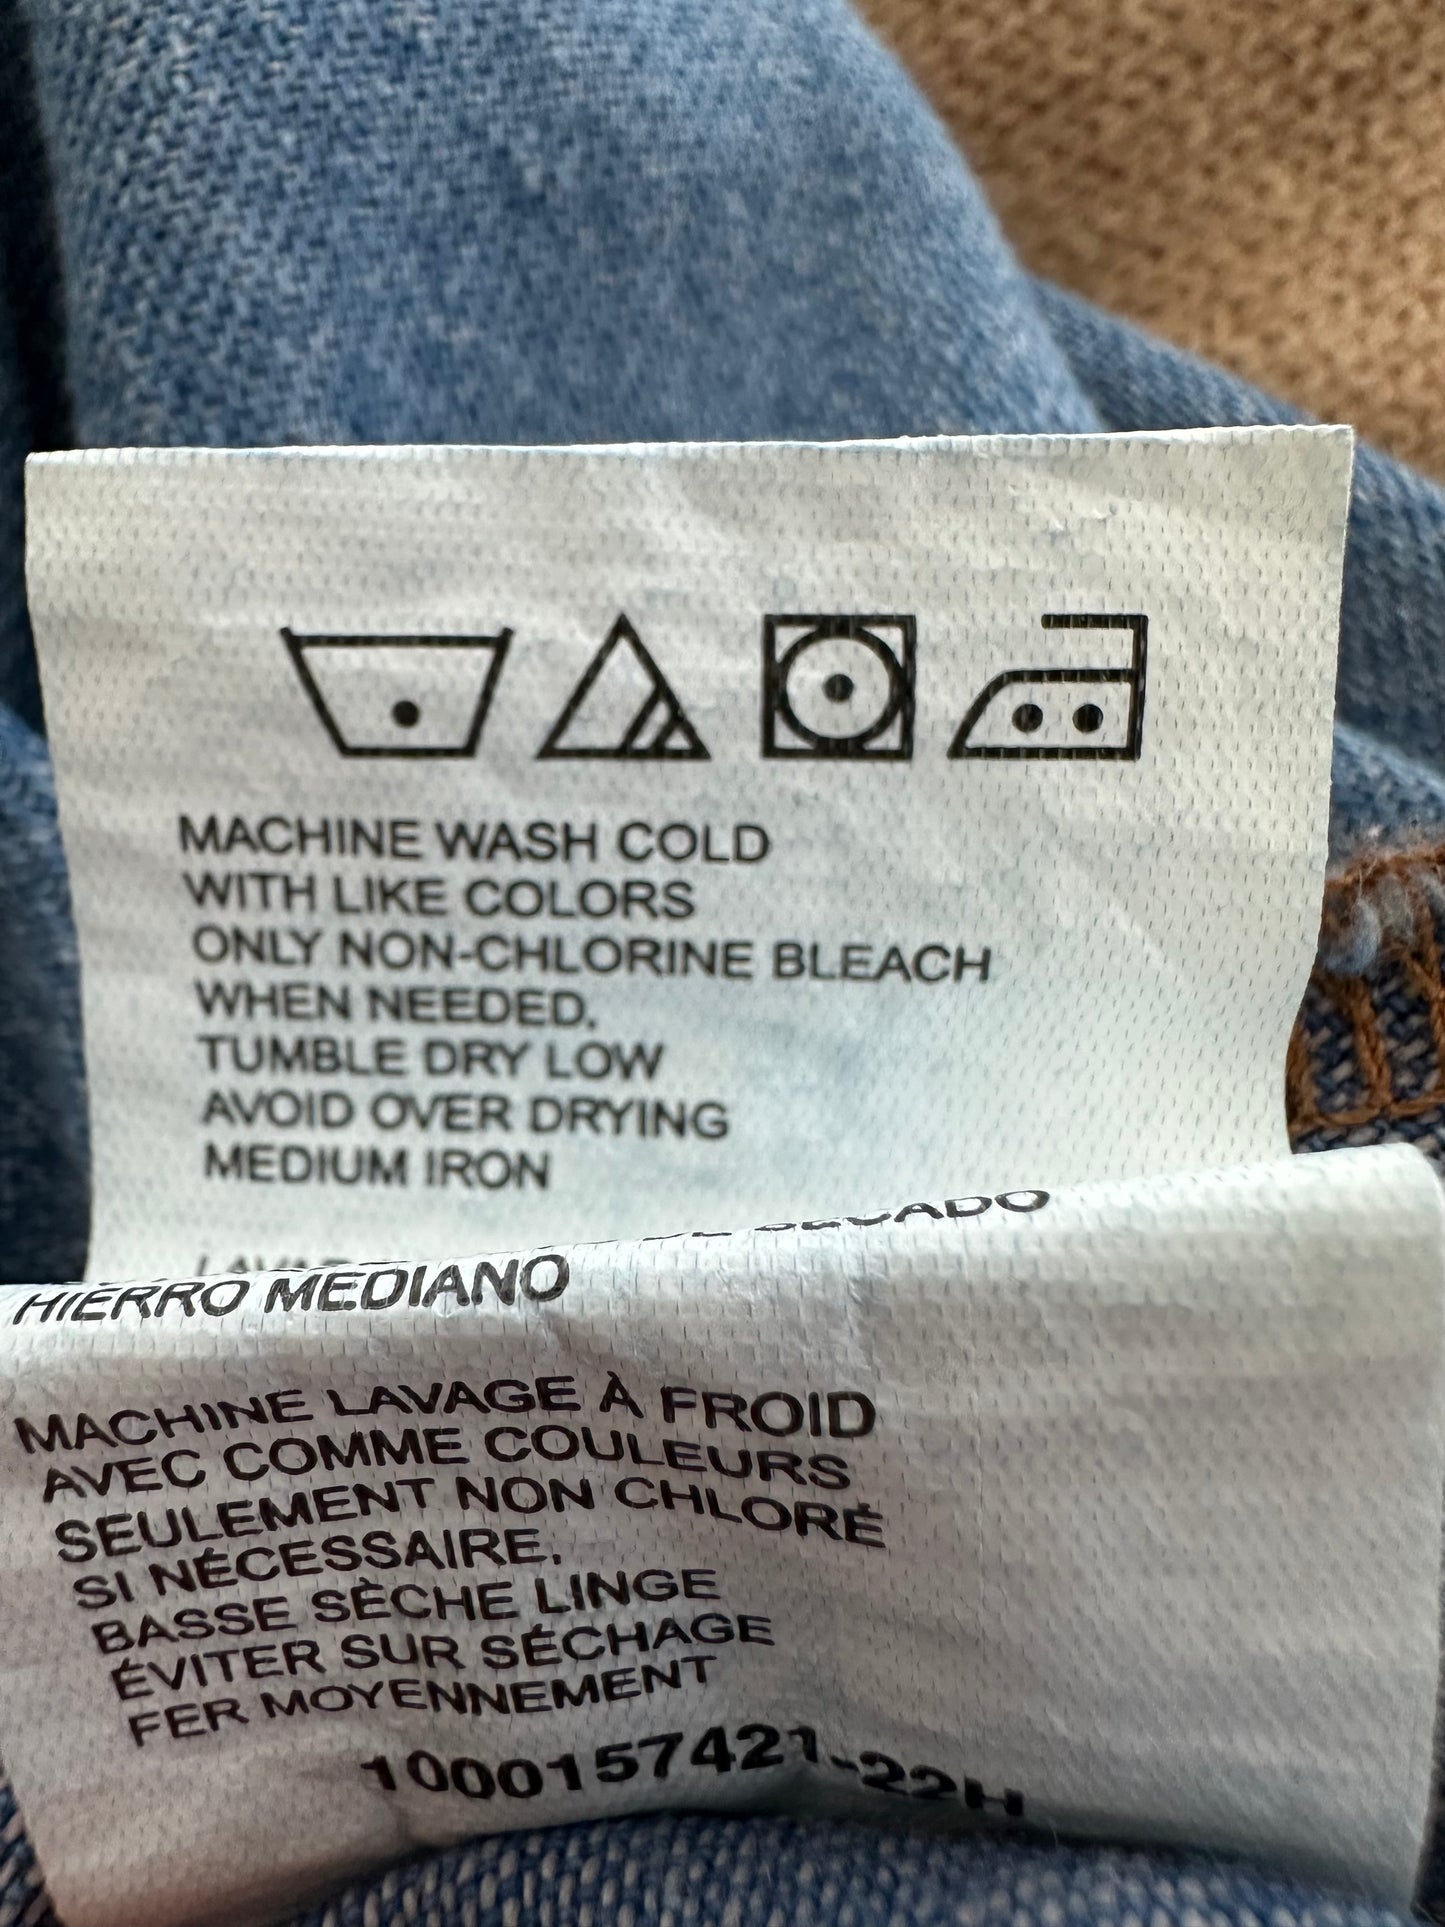 MACHINE WASH COLD
WITH LIKE COLORS
ONLY NON-CHLORINE BLEACH
WHEN NEEDED.
TUMBLE DRY LOW
AVOID OVER DRYING
MEDIUM IRON
HIERRO MEDIANO
MACHINE LAVAGE À FROID
AVEC COMME COULEURS
SEULEMENT NON CHLORÉ
SI NÉCESSAIRE.
BASSE SÈCHE LINGE
ÉVITER SUR SÉCHAGE
FER MOYENNEMENT
1000157421-22H